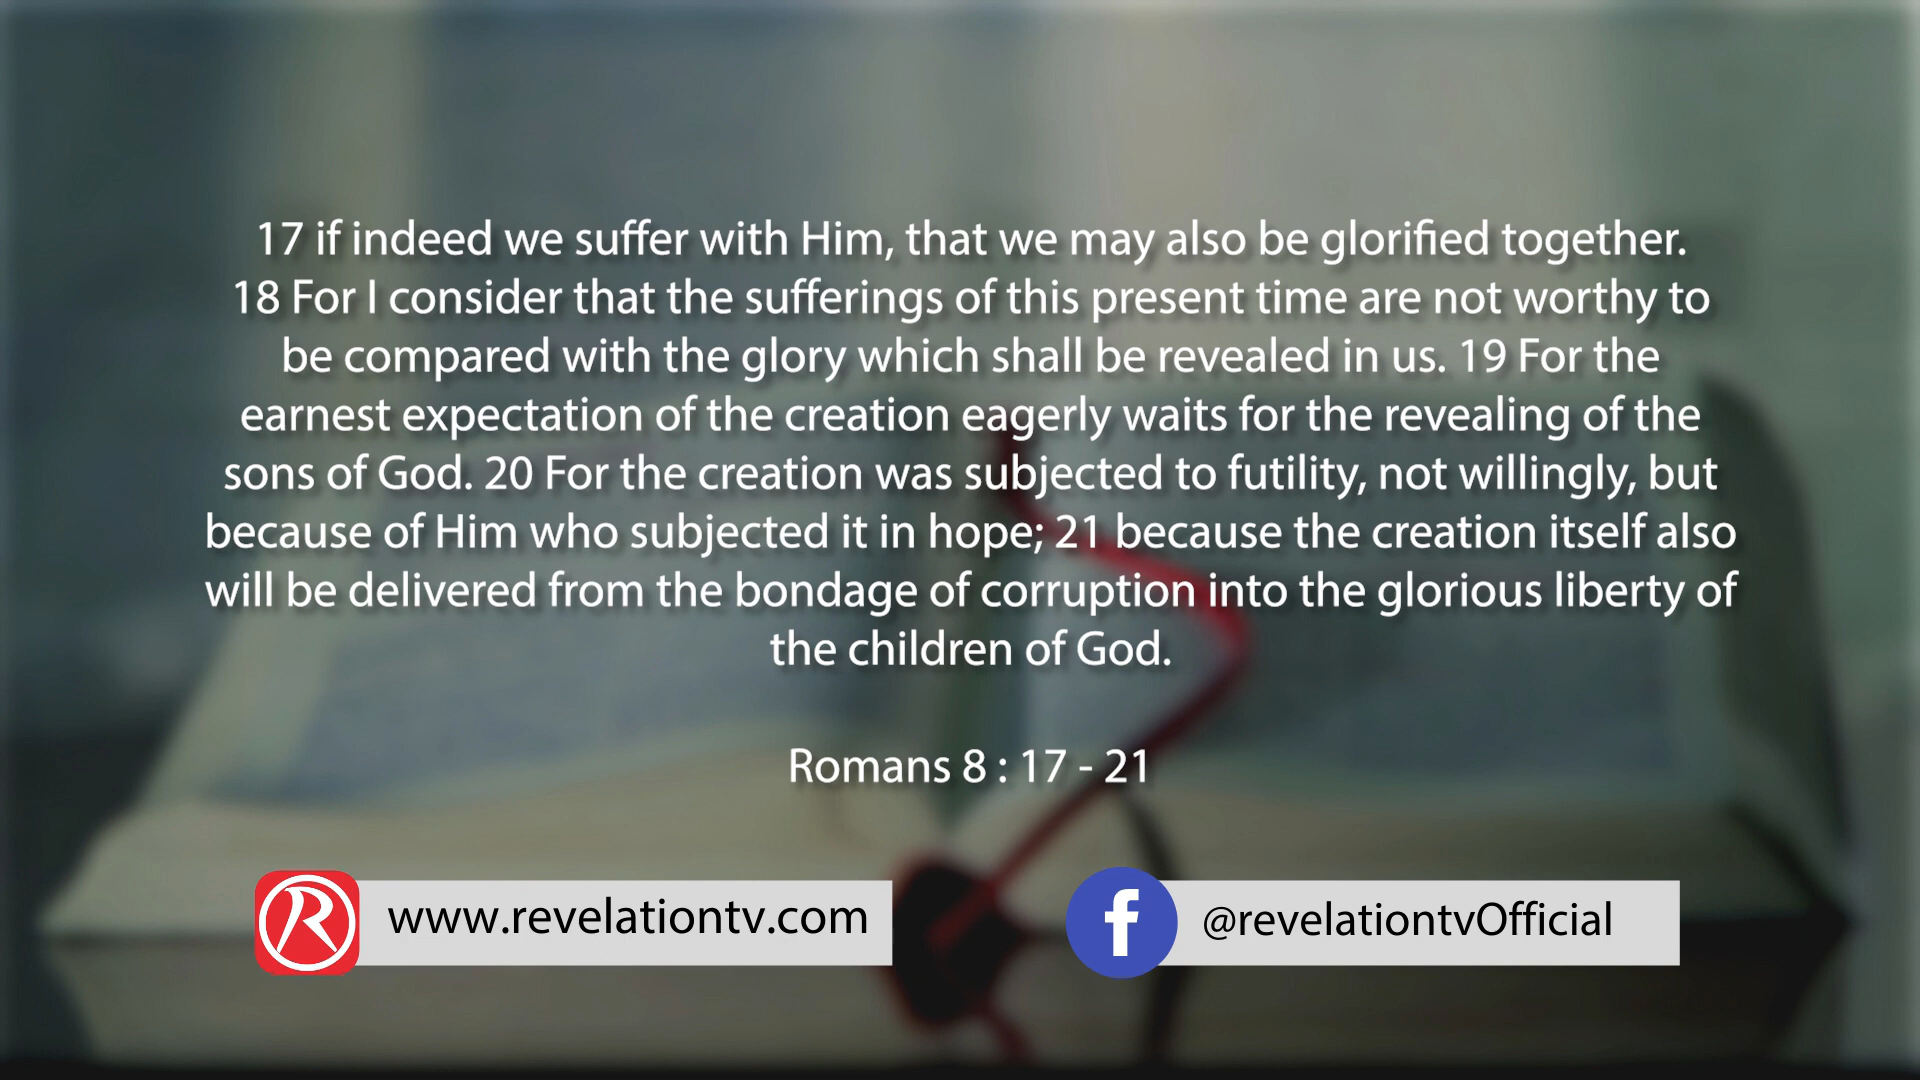 17 if indeed we suffer with Him, that we may also be glorified together.
18 For I consider that the sufferings of this present time are not worthy to
be compared with the glory which shall be revealed in us. 19 For the
earnest expectation of the creation eagerly waits for the revealing of the
sons of God. 20 For the creation was subjected to futility, not willingly, but
because of Him who subjected it in hope; 21 because the creation itself also
will be delivered from the bondage of corruption into the glorious liberty of
the children of God.
Romans 8 : 17 - 21
R www.revelationtv.com
f @revelationtvOfficial